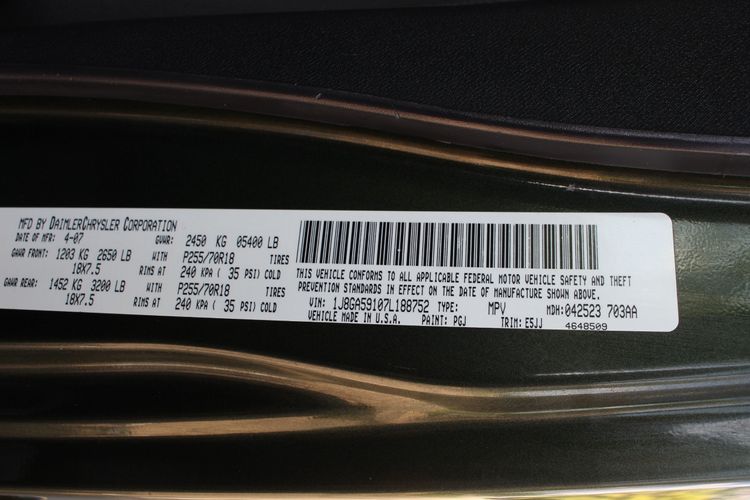 MFD BY DAIMLERCHRYSLER CORPORATION
DATE OF MFR: 4-07 GVWR: 2450 KG 05400 LB
GAWR FRONT: 1203 KG 2650 LB WITH P255/70R18 TIRES
18X7.5 RIMS AT 240 KPA ( 35 PSI) COLD
GAWR REAR: 1452 KG 3200 LB WITH P255/70R18 TIRES
18X7.5 RIMS AT 240 KPA ( 35 PSI) COLD
THIS VEHICLE CONFORMS TO ALL APPLICABLE FEDERAL MOTOR VEHICLE SAFETY AND THEFT
PREVENTION STANDARDS IN EFFECT ON THE DATE OF MANUFACTURE SHOWN ABOVE.
VIN: 1J8GA59107L188752 TYPE: MPV MDH:042523 703AA
VEHICLE MADE IN U.S.A. PAINT: PGJ TRIM: E5JJ 4648509